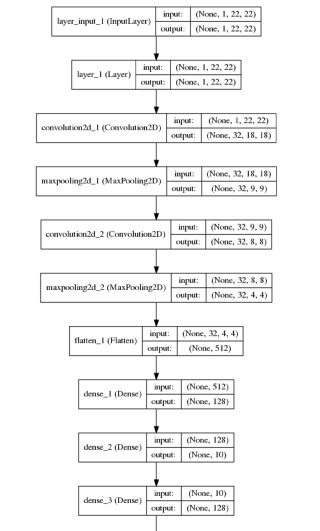 layer_input_1 (InputLayer) input: (None, 1, 22, 22)
output: (None, 1, 22, 22)
layer_1 (Layer) input: (None, 1, 22, 22)
output: (None, 1, 22, 22)
convolution2d_1 (Convolution2D) input: (None, 1, 22, 22)
output: (None, 32, 18, 18)
maxpooling2d_1 (MaxPooling2D) input: (None, 32, 18, 18)
output: (None, 32, 9, 9)
convolution2d_2 (Convolution2D) input: (None, 32, 9, 9)
output: (None, 32, 8, 8)
maxpooling2d_2 (MaxPooling2D) input: (None, 32, 8, 8)
output: (None, 32, 4, 4)
flatten_1 (Flatten) input: (None, 32, 4, 4)
output: (None, 512)
dense_1 (Dense) input: (None, 512)
output: (None, 128)
dense_2 (Dense) input: (None, 128)
output: (None, 10)
dense_3 (Dense) input: (None, 10)
output: (None, 128)